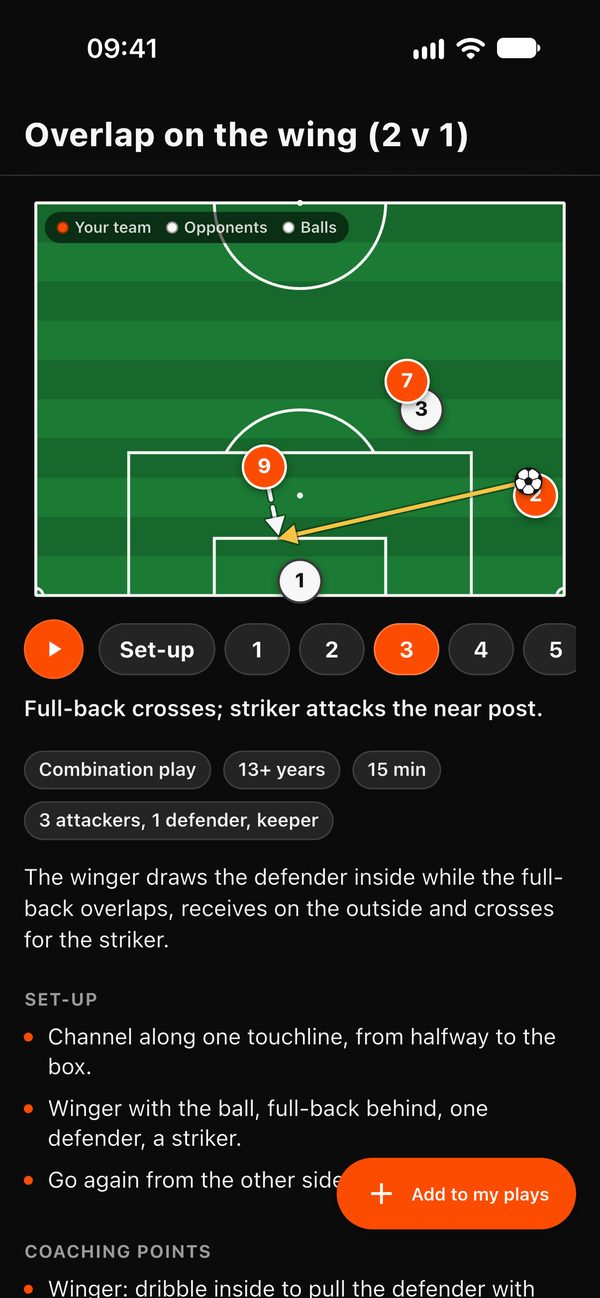 09:41
Overlap on the wing (2 v 1)
Your team Opponents Balls
7
3
9
2
1
Set-up 1 2 3 4 5
Full-back crosses; striker attacks the near post.
Combination play 13+ years 15 min
3 attackers, 1 defender, keeper
The winger draws the defender inside while the full-
back overlaps, receives on the outside and crosses
for the striker.
SET-UP
Channel along one touchline, from halfway to the
box.
Winger with the ball, full-back behind, one
defender, a striker.
Go again from the other side
Add to my plays
COACHING POINTS
Winger: dribble inside to pull the defender with